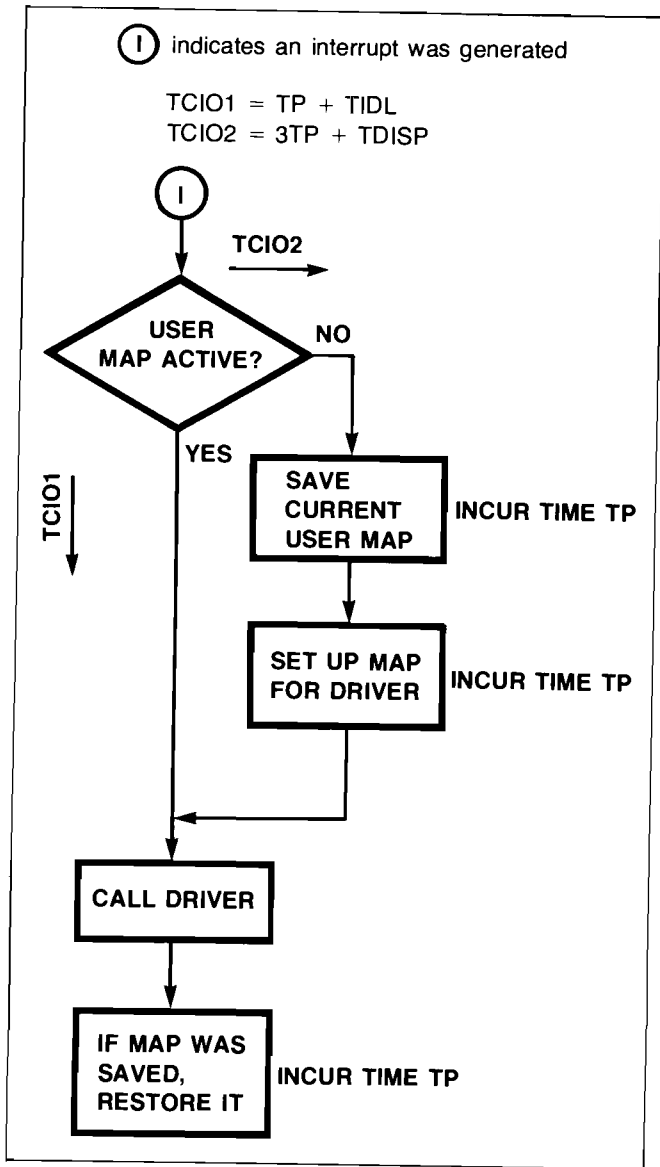 I indicates an interrupt was generated
TCIO1 = TP + TIDL
TCIO2 = 3TP + TDISP
I
TCIO2
USER
MAP ACTIVE?
NO
YES
TCIO1
SAVE
CURRENT
USER MAP
INCUR TIME TP
SET UP MAP
FOR DRIVER
INCUR TIME TP
CALL DRIVER
IF MAP WAS
SAVED,
RESTORE IT
INCUR TIME TP